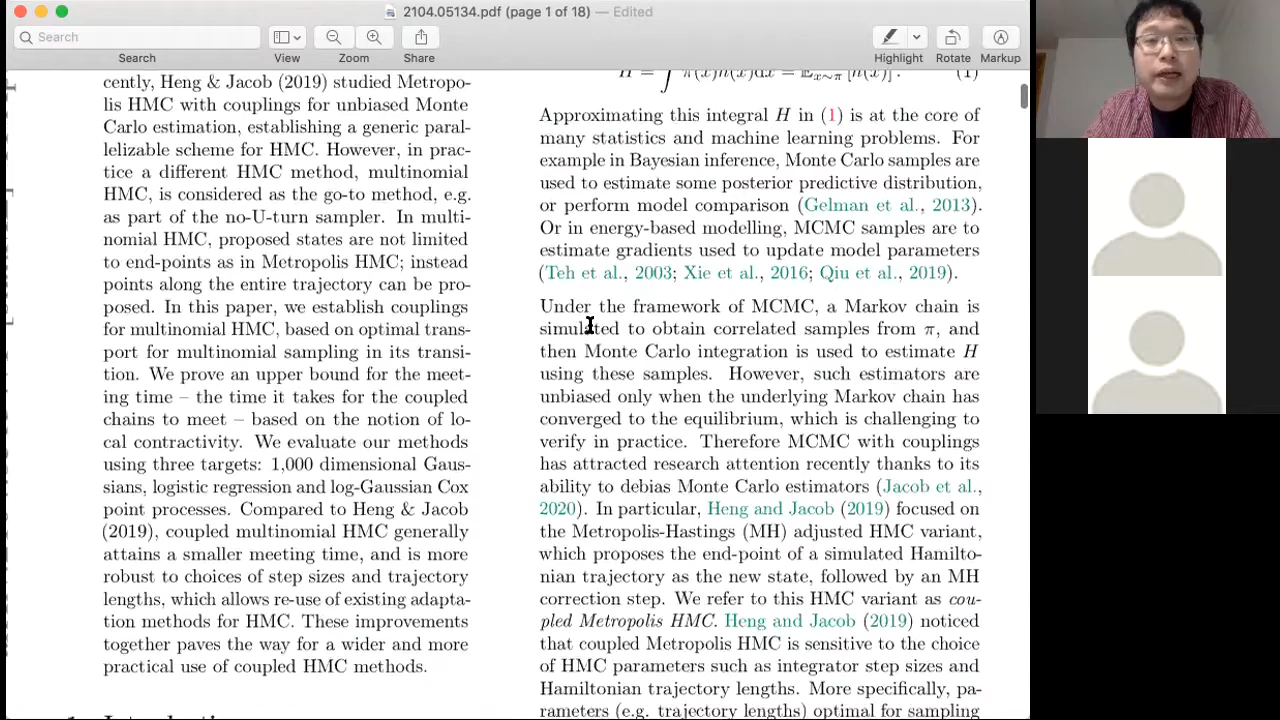 2104.05134.pdf (page 1 of 18) — Edited
Search
Search
View
Zoom
Share
Highlight
Rotate
Markup
cently, Heng & Jacob (2019) studied Metropo-
lis HMC with couplings for unbiased Monte
Carlo estimation, establishing a generic paral-
lelizable scheme for HMC. However, in prac-
tice a different HMC method, multinomial
HMC, is considered as the go-to method, e.g.
as part of the no-U-turn sampler. In multi-
nomial HMC, proposed states are not limited
to end-points as in Metropolis HMC; instead
points along the entire trajectory can be pro-
posed. In this paper, we establish couplings
for multinomial HMC, based on optimal trans-
port for multinomial sampling in its transi-
tion. We prove an upper bound for the meet-
ing time – the time it takes for the coupled
chains to meet – based on the notion of lo-
cal contractivity. We evaluate our methods
using three targets: 1,000 dimensional Gaus-
sians, logistic regression and log-Gaussian Cox
point processes. Compared to Heng & Jacob
(2019), coupled multinomial HMC generally
attains a smaller meeting time, and is more
robust to choices of step sizes and trajectory
lengths, which allows re-use of existing adapta-
tion methods for HMC. These improvements
together paves the way for a wider and more
practical use of coupled HMC methods.
H = ∫ π(x)h(x)dx = 𝔼x∼π [h(x)] . (1)
Approximating this integral H in (1) is at the core of
many statistics and machine learning problems. For
example in Bayesian inference, Monte Carlo samples are
used to estimate some posterior predictive distribution,
or perform model comparison (Gelman et al., 2013).
Or in energy-based modelling, MCMC samples are to
estimate gradients used to update model parameters
(Teh et al., 2003; Xie et al., 2016; Qiu et al., 2019).
Under the framework of MCMC, a Markov chain is
simulated to obtain correlated samples from π, and
then Monte Carlo integration is used to estimate H
using these samples. However, such estimators are
unbiased only when the underlying Markov chain has
converged to the equilibrium, which is challenging to
verify in practice. Therefore MCMC with couplings
has attracted research attention recently thanks to its
ability to debias Monte Carlo estimators (Jacob et al.,
2020). In particular, Heng and Jacob (2019) focused on
the Metropolis-Hastings (MH) adjusted HMC variant,
which proposes the end-point of a simulated Hamilto-
nian trajectory as the new state, followed by an MH
correction step. We refer to this HMC variant as cou-
pled Metropolis HMC. Heng and Jacob (2019) noticed
that coupled Metropolis HMC is sensitive to the choice
of HMC parameters such as integrator step sizes and
Hamiltonian trajectory lengths. More specifically, pa-
rameters (e.g. trajectory lengths) optimal for sampling